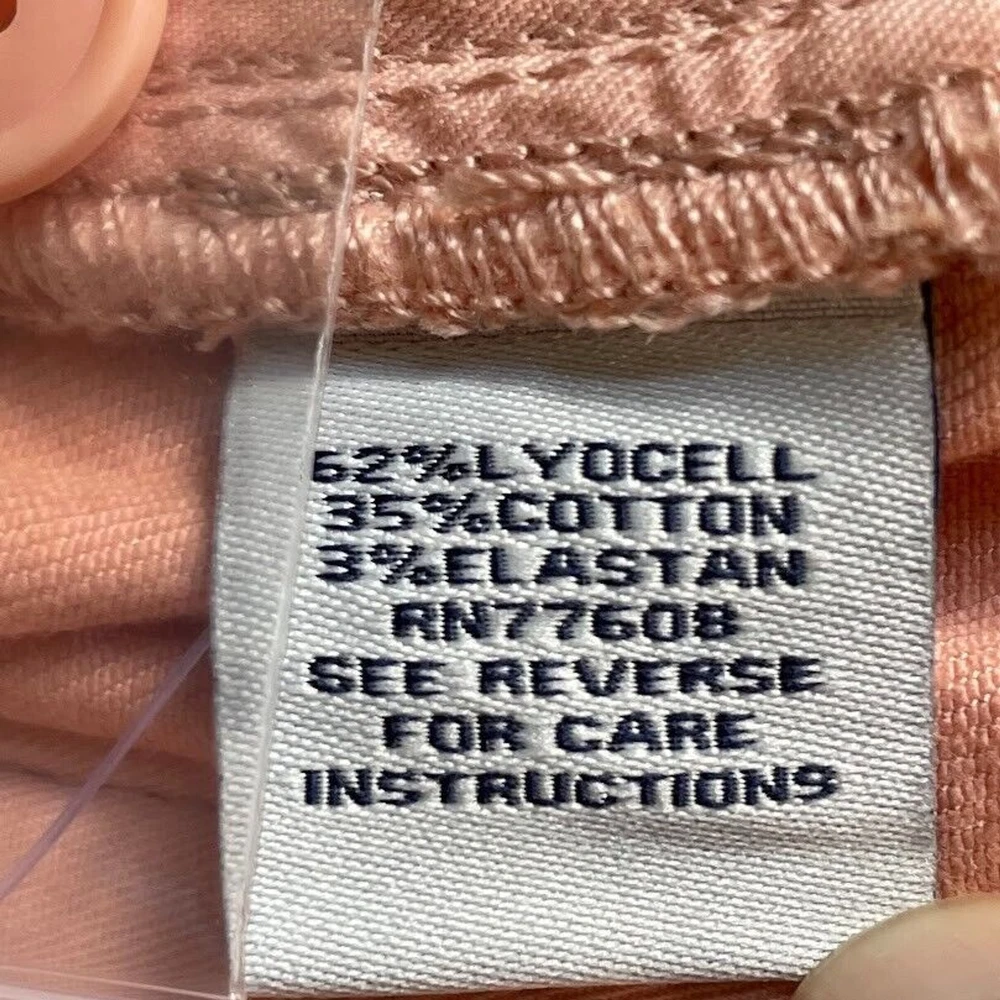 62%LYOCELL
35%COTTON
3%ELASTAN
RN77608
SEE REVERSE
FOR CARE
INSTRUCTIONS